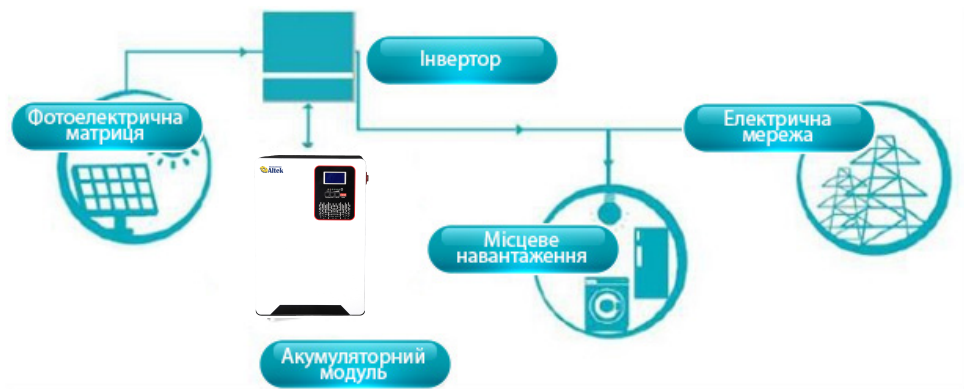 Інвертор
Фотоелектрична
матриця
Електрична
мережа
Altek
Місцеве
навантаження
Акумуляторний
модуль